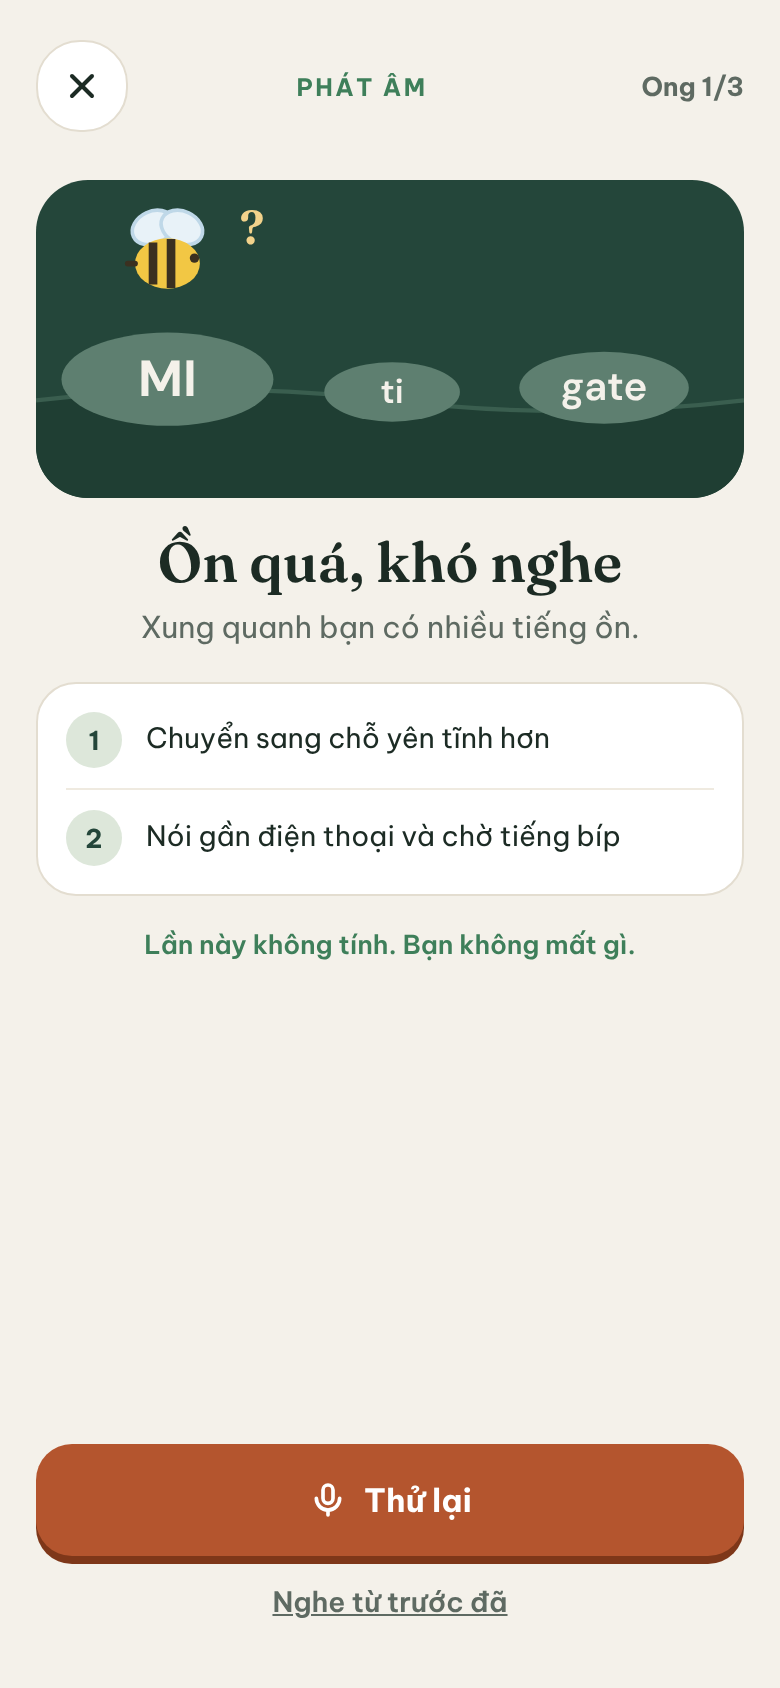 PHÁT ÂM
Ong 1/3
?
MI
ti
gate
Ồn quá, khó nghe
Xung quanh bạn có nhiều tiếng ồn.
1 Chuyển sang chỗ yên tĩnh hơn
2 Nói gần điện thoại và chờ tiếng bíp
Lần này không tính. Bạn không mất gì.
Thử lại
Nghe từ trước đã